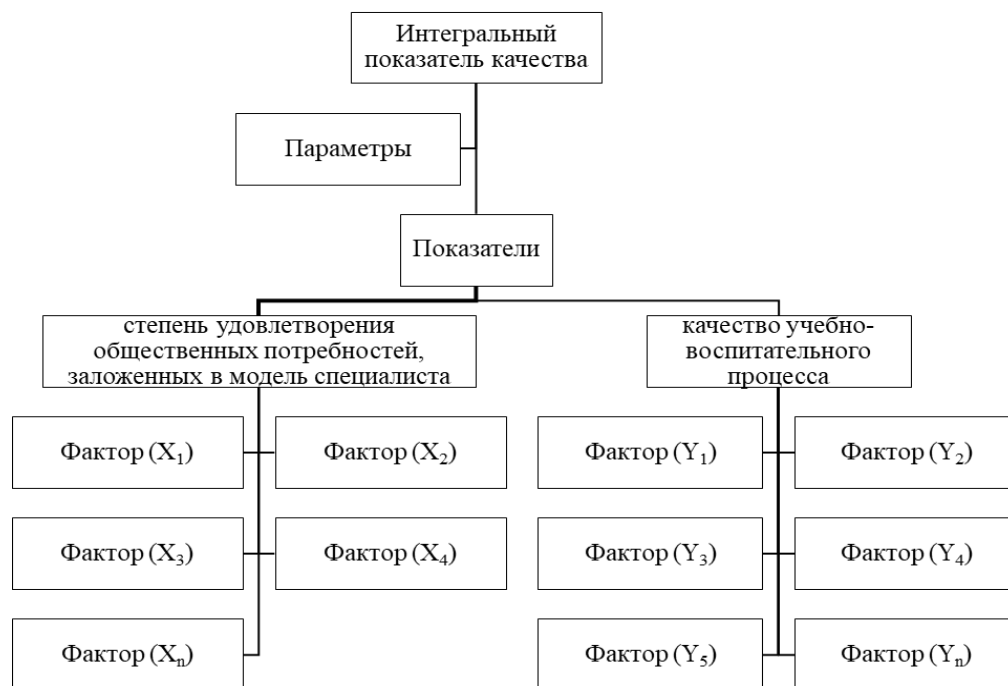 Интегральный
показатель качества
Параметры
Показатели
степень удовлетворения
общественных потребностей,
заложенных в модель специалиста
качество учебно-
воспитательного
процесса
Фактор (X₁)
Фактор (X₂)
Фактор (Y₁)
Фактор (Y₂)
Фактор (X₃)
Фактор (X₄)
Фактор (Y₃)
Фактор (Y₄)
Фактор (Xₙ)
Фактор (Y₅)
Фактор (Yₙ)